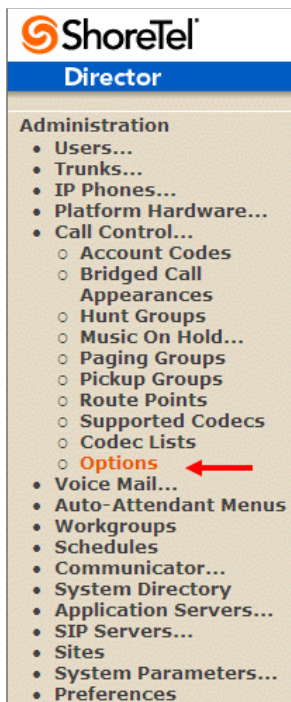 ShoreTel
Director
Administration
• Users...
• Trunks...
• IP Phones...
• Platform Hardware...
• Call Control...
○ Account Codes
○ Bridged Call
Appearances
○ Hunt Groups
○ Music On Hold...
○ Paging Groups
○ Pickup Groups
○ Route Points
○ Supported Codecs
○ Codec Lists
○ Options
• Voice Mail...
• Auto-Attendant Menus
• Workgroups
• Schedules
• Communicator...
• System Directory
• Application Servers...
• SIP Servers...
• Sites
• System Parameters...
• Preferences